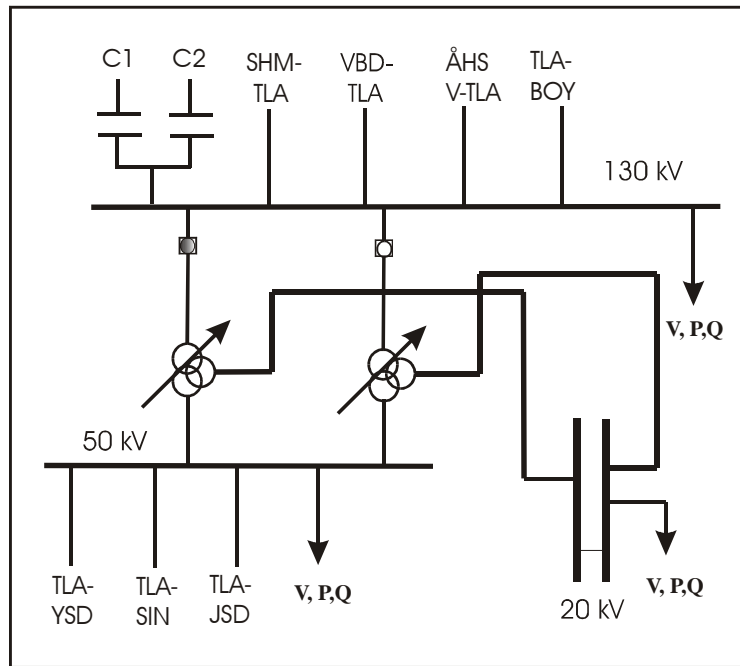 C1
C2
SHM-
TLA
VBD-
TLA
ÅHS
V-TLA
TLA-
BOY
130 kV
V, P,Q
50 kV
TLA-
YSD
TLA-
SIN
TLA-
JSD
V, P,Q
V, P,Q
20 kV